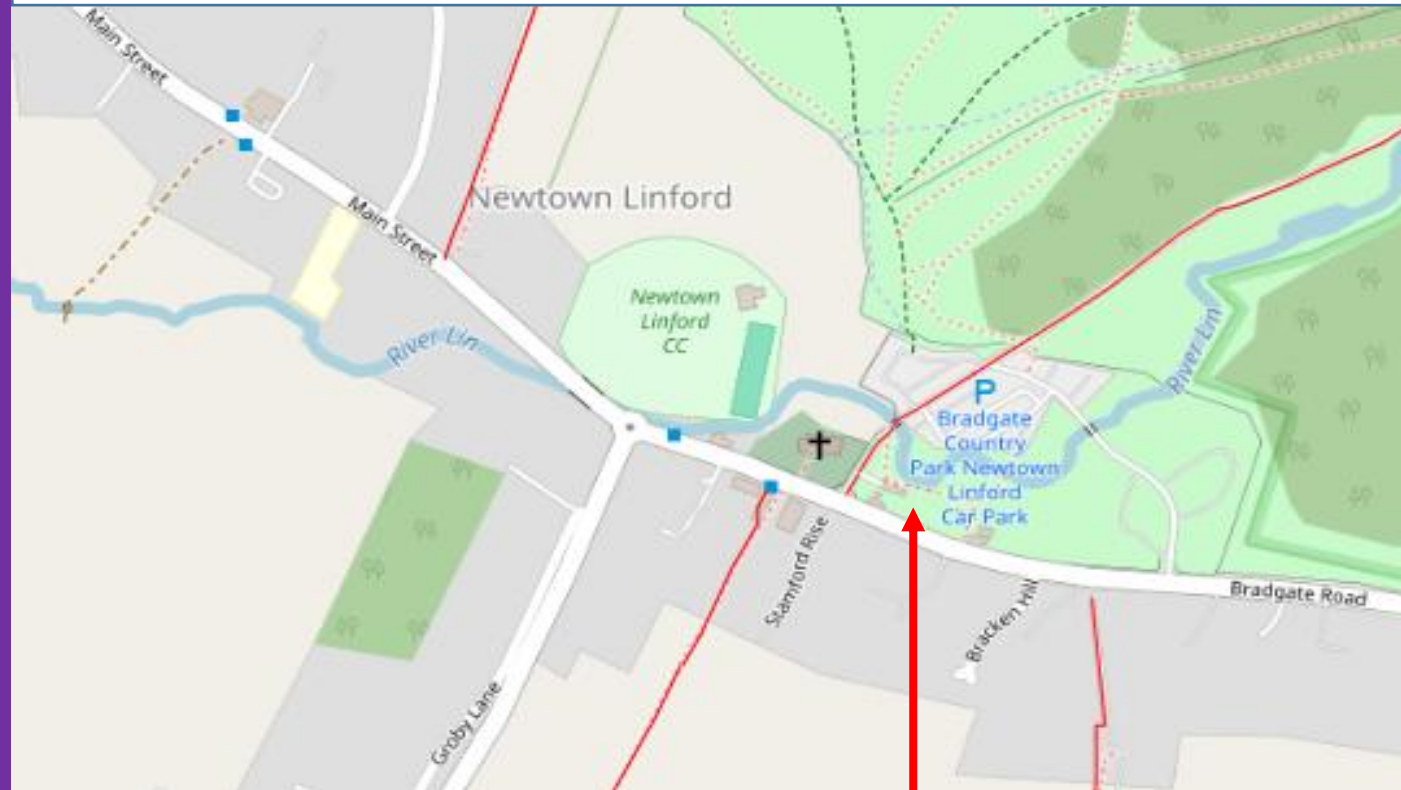 Main Street
Newtown Linford
Main Street
Newtown
Linford
CC
River Lin
River Lin
P
Bradgate
Country
Park Newtown
Linford
Car Park
Stamford Rise
Bracken Hill
Bradgate Road
Groby Lane